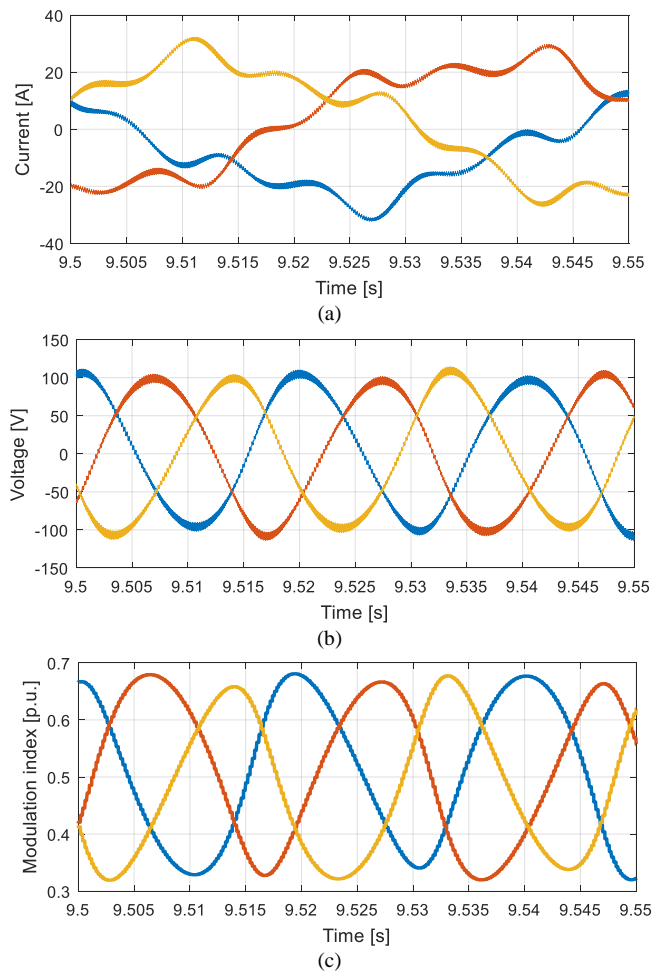 40
20
0
-20
-40
Current [A]
9.5 9.505 9.51 9.515 9.52 9.525 9.53 9.535 9.54 9.545 9.55
Time [s]
(a)
150
100
50
0
-50
-100
-150
Voltage [V]
9.5 9.505 9.51 9.515 9.52 9.525 9.53 9.535 9.54 9.545 9.55
Time [s]
(b)
0.7
0.6
0.5
0.4
0.3
Modulation index [p.u.]
9.5 9.505 9.51 9.515 9.52 9.525 9.53 9.535 9.54 9.545 9.55
Time [s]
(c)